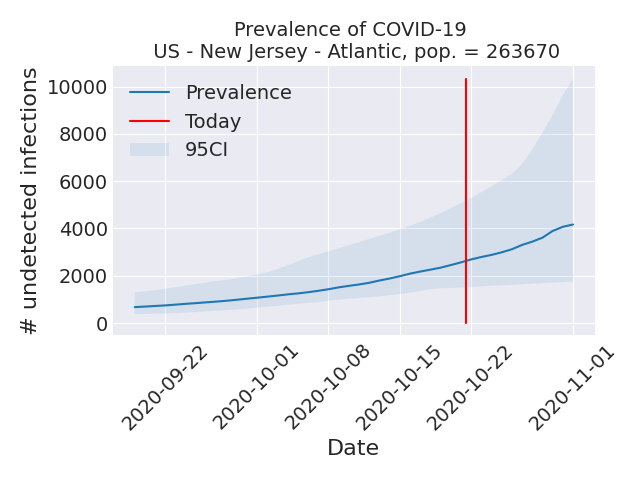 Prevalence of COVID-19
US - New Jersey - Atlantic, pop. = 263670
# undetected infections
10000
8000
6000
4000
2000
0
Prevalence
Today
95CI
2020-09-22
2020-10-01
2020-10-08
2020-10-15
2020-10-22
2020-11-01
Date